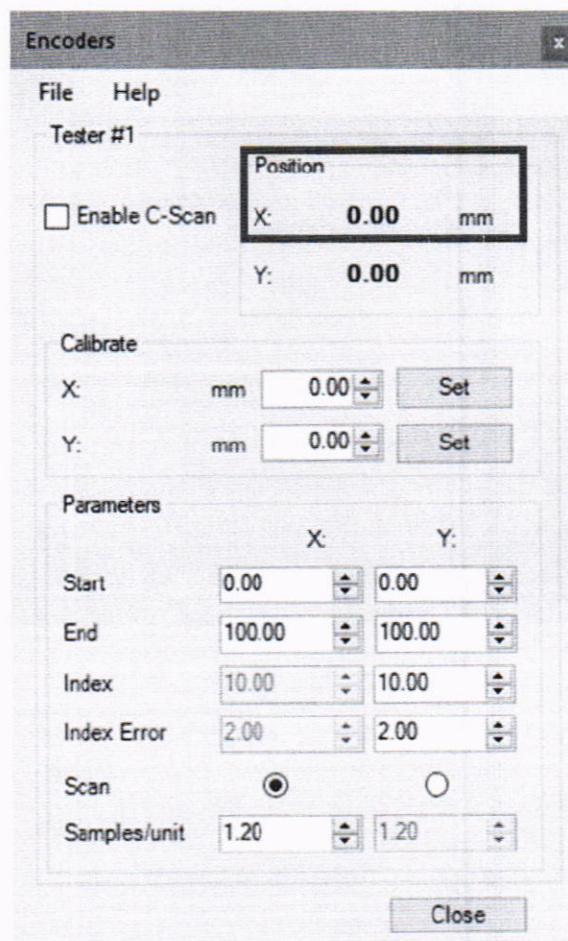 Encoders x
File Help
Tester #1
Position
Enable C-Scan X: 0.00 mm
Y: 0.00 mm
Calibrate
X: mm 0.00 Set
Y: mm 0.00 Set
Parameters
X: Y:
Start 0.00 0.00
End 100.00 100.00
Index 10.00 10.00
Index Error 2.00 2.00
Scan
Samples/unit 1.20 1.20
Close